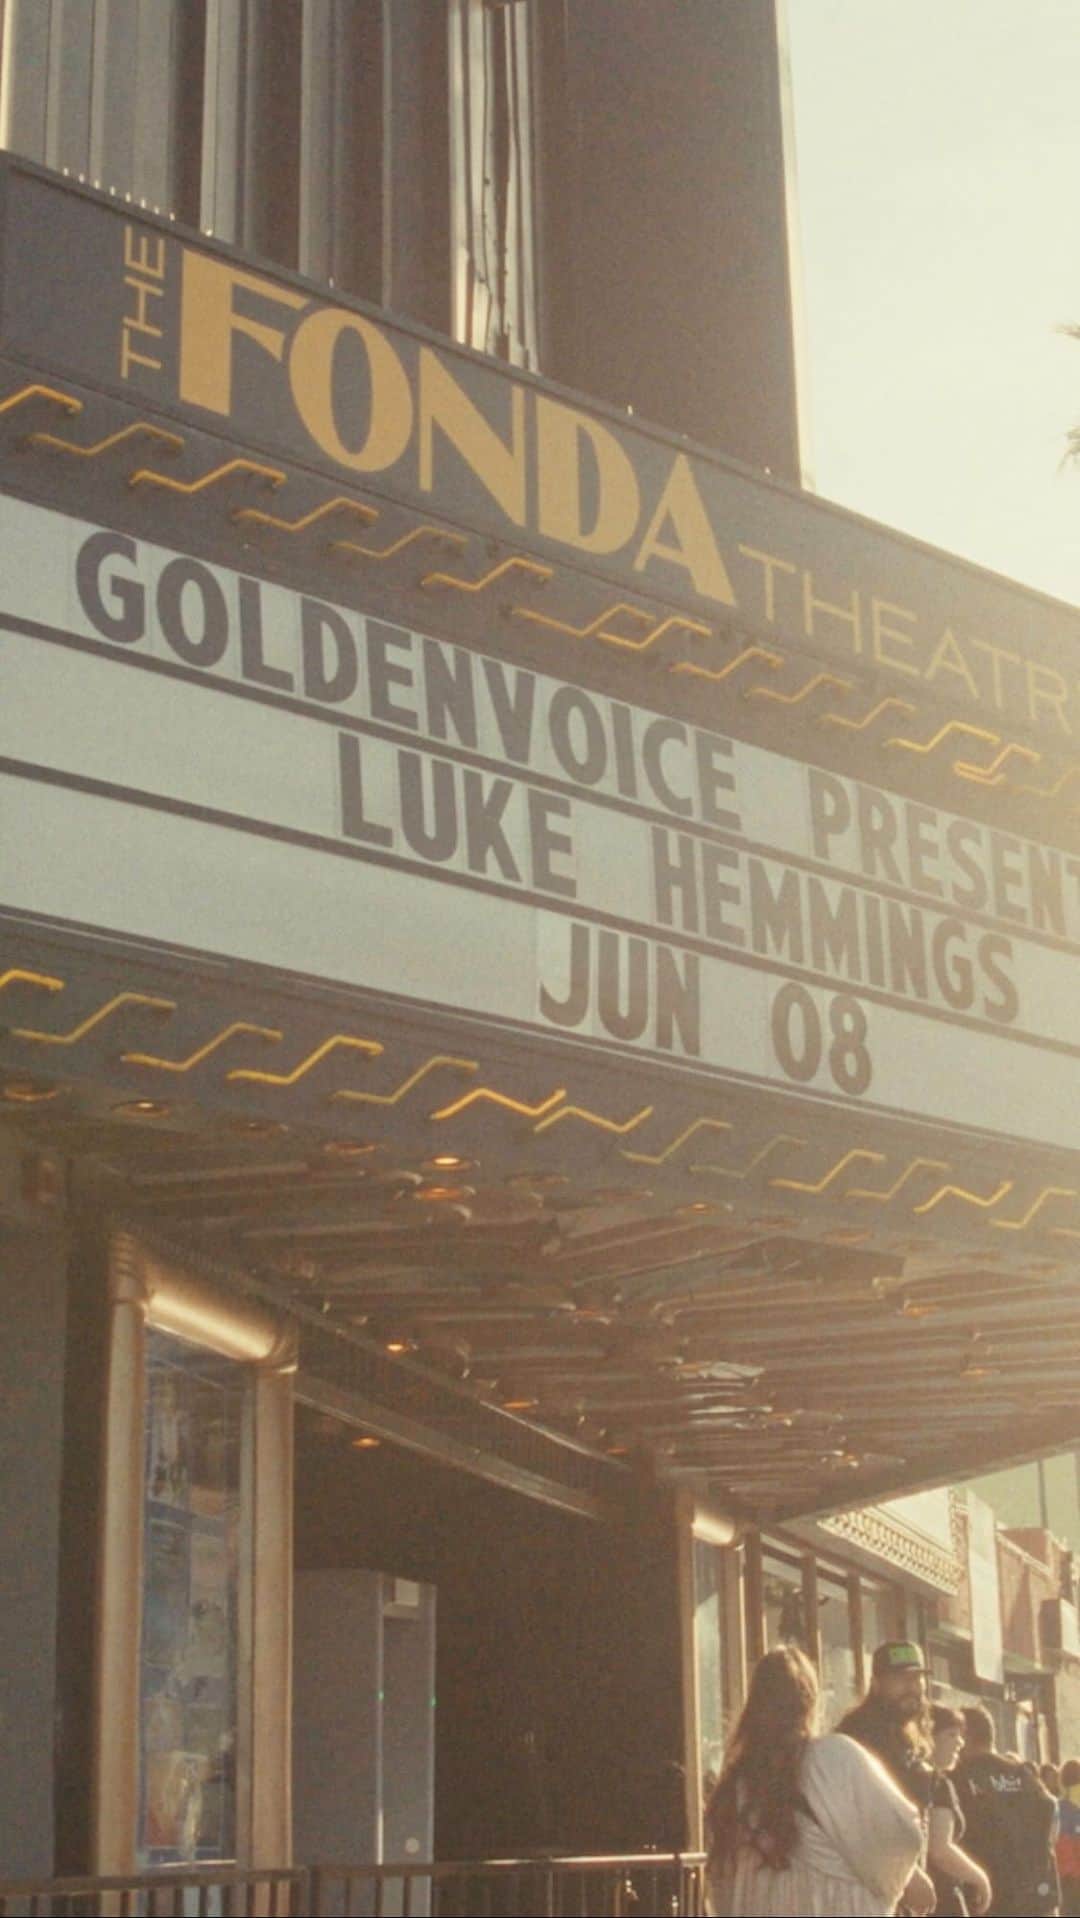 THE FONDA THEATR
GOLDENVOICE PRESENT
LUKE HEMMINGS
JUN 08